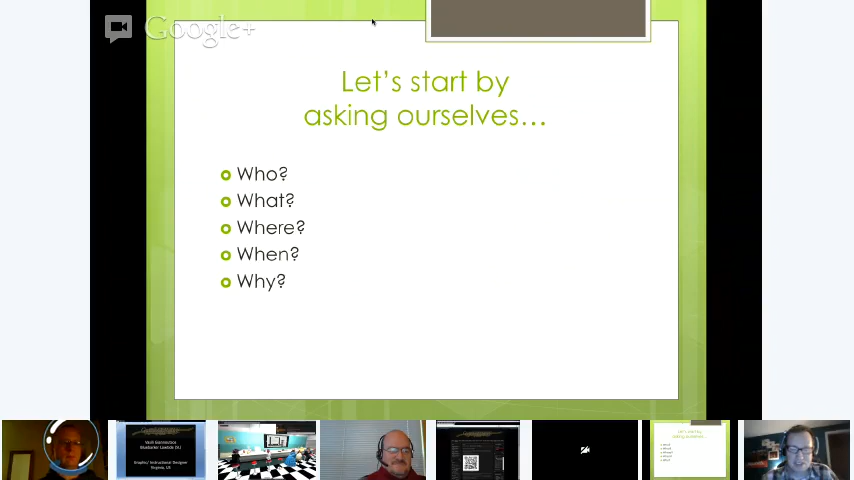 Google+
Let's start by
asking ourselves…
Who?
What?
Where?
When?
Why?